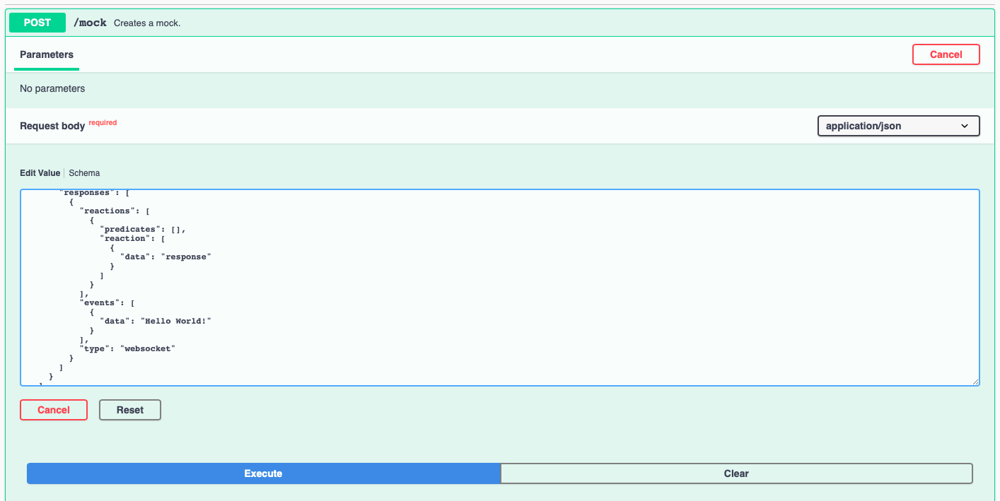 POST /mock Creates a mock.
Parameters
Cancel
No parameters
Request body required
application/json
Edit Value Schema
"responses": [
{
"reactions": [
{
"predicates": [],
"reaction": [
{
"data": "response"
}
]
}
],
"events": [
{
"data": "Hello World!"
}
],
"type": "websocket"
}
]
}
]
Cancel Reset
Execute Clear